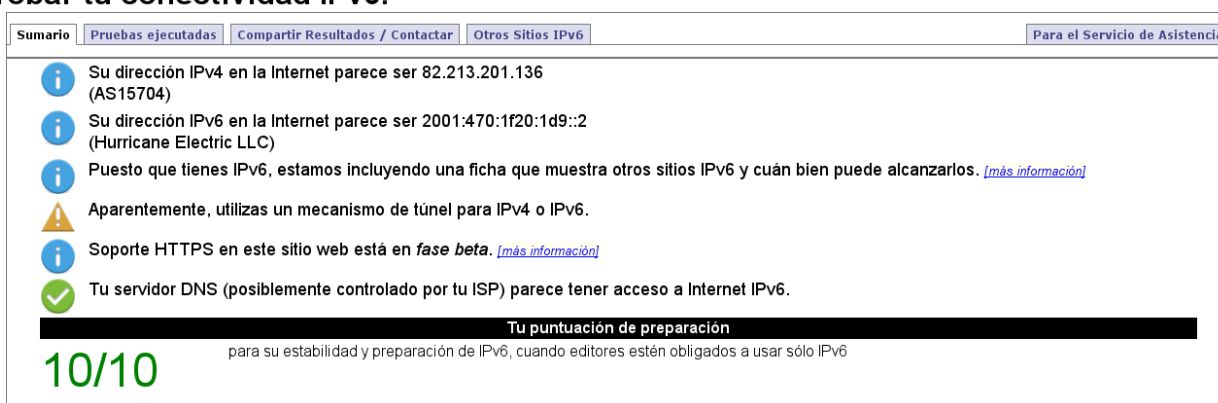 tu conectividad IPv6.
Sumario Pruebas ejecutadas Compartir Resultados / Contactar Otros Sitios IPv6 Para el Servicio de Asistencia
Su dirección IPv4 en la Internet parece ser 82.213.201.136
(AS15704)
Su dirección IPv6 en la Internet parece ser 2001:470:1f20:1d9::2
(Hurricane Electric LLC)
Puesto que tienes IPv6, estamos incluyendo una ficha que muestra otros sitios IPv6 y cuán bien puede alcanzarlos. [más información]
Aparentemente, utilizas un mecanismo de túnel para IPv4 o IPv6.
Soporte HTTPS en este sitio web está en fase beta. [más información]
Tu servidor DNS (posiblemente controlado por tu ISP) parece tener acceso a Internet IPv6.
Tu puntuación de preparación
10/10
para su estabilidad y preparación de IPv6, cuando editores estén obligados a usar sólo IPv6